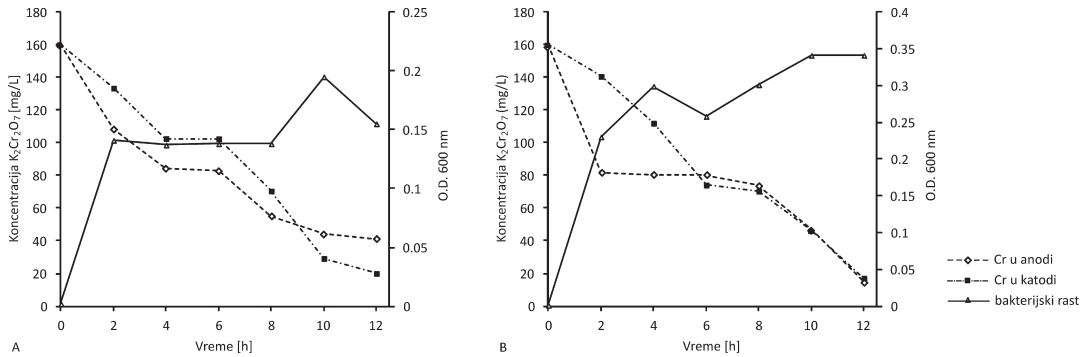 180
160
140
120
100
80
60
40
20
0
Koncentracija K₂Cr₂O₇ [mg/L]
0.25
0.2
0.15
0.1
0.05
0
O.D. 600 nm
0 2 4 6 8 10 12
Vreme [h]
A
180
160
140
120
100
80
60
40
20
0
Koncentracija K₂Cr₂O₇ (mg/L)
0.4
0.35
0.3
0.25
0.2
0.15
0.1
0.05
0
O.D. 600 nm
0 2 4 6 8 10 12
Vreme [h]
B
Cr u anodi
Cr u katodi
bakterijski rast